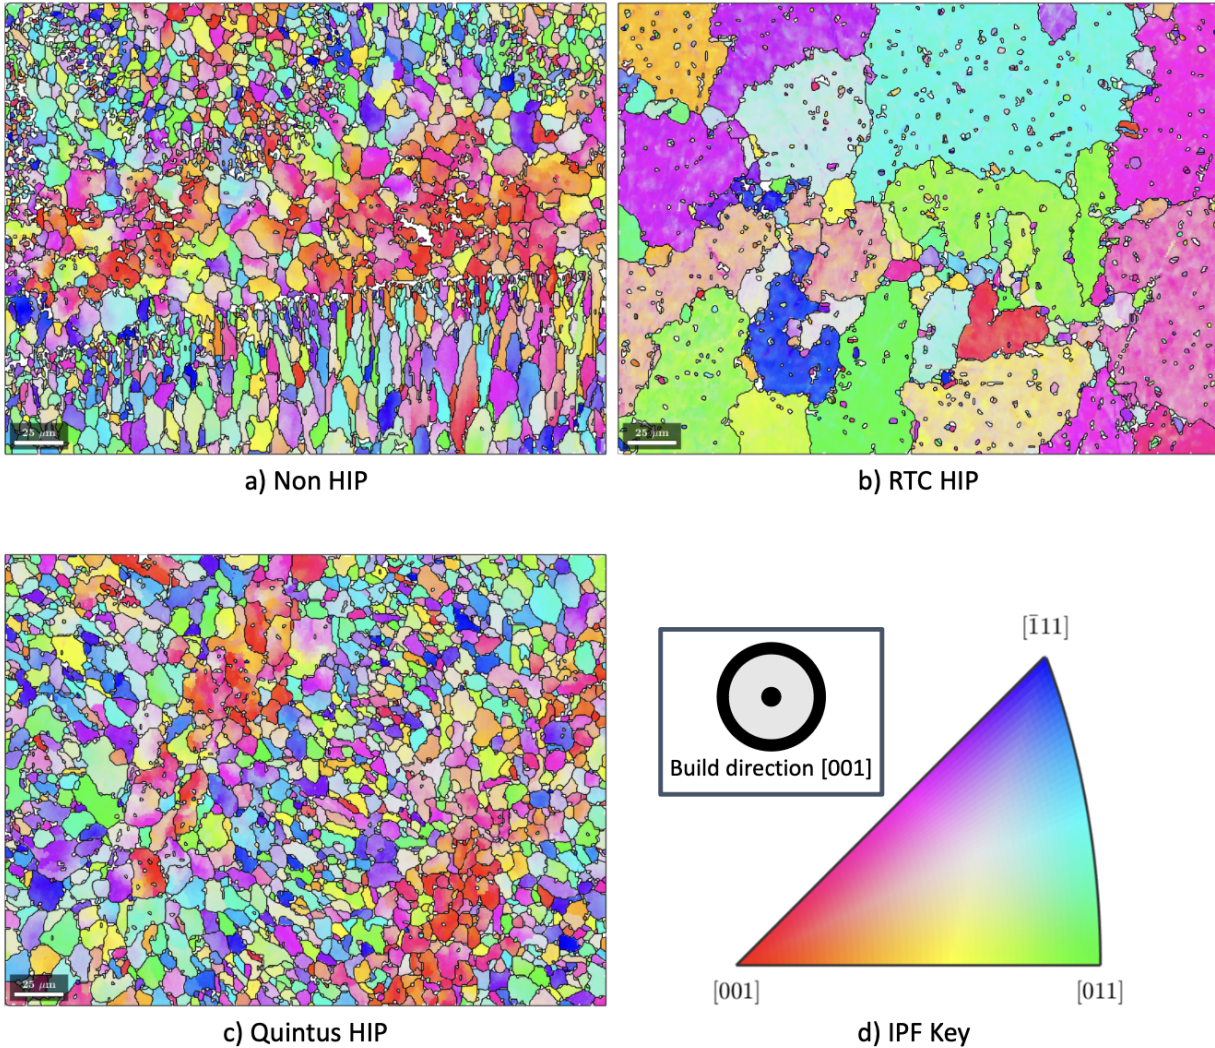 25 μm
25 μm
a) Non HIP
b) RTC HIP
[1̄11]
Build direction [001]
25 μm
[001]
[011]
c) Quintus HIP
d) IPF Key